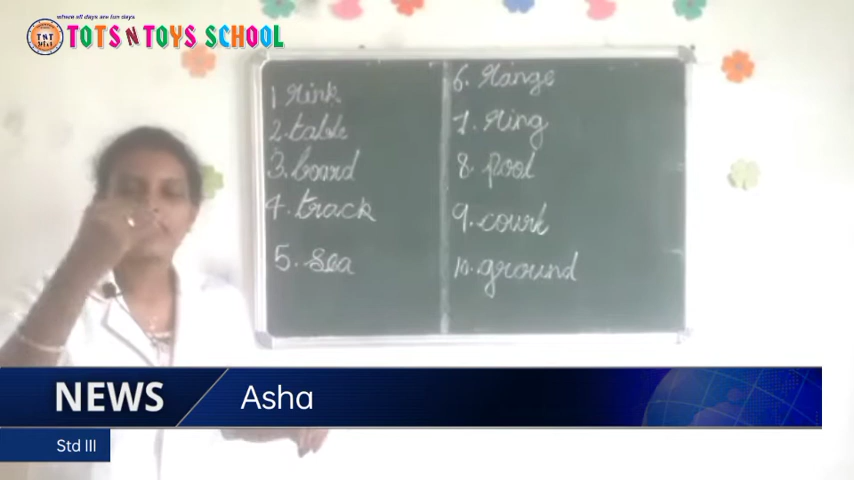 where all days are fun days
TOTS N TOYS SCHOOL
1. rink
2. table
3. board
4. track
5. sea
6. range
7. ring
8. pool
9. court
10. ground
NEWS
Asha
Std III